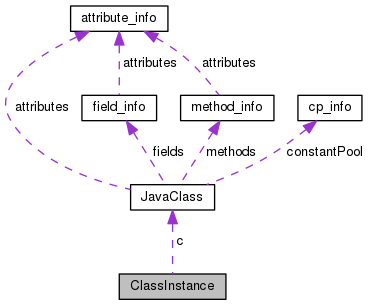 attribute_info
attributes
attributes
attributes
field_info
method_info
cp_info
fields
methods
constantPool
JavaClass
c
ClassInstance